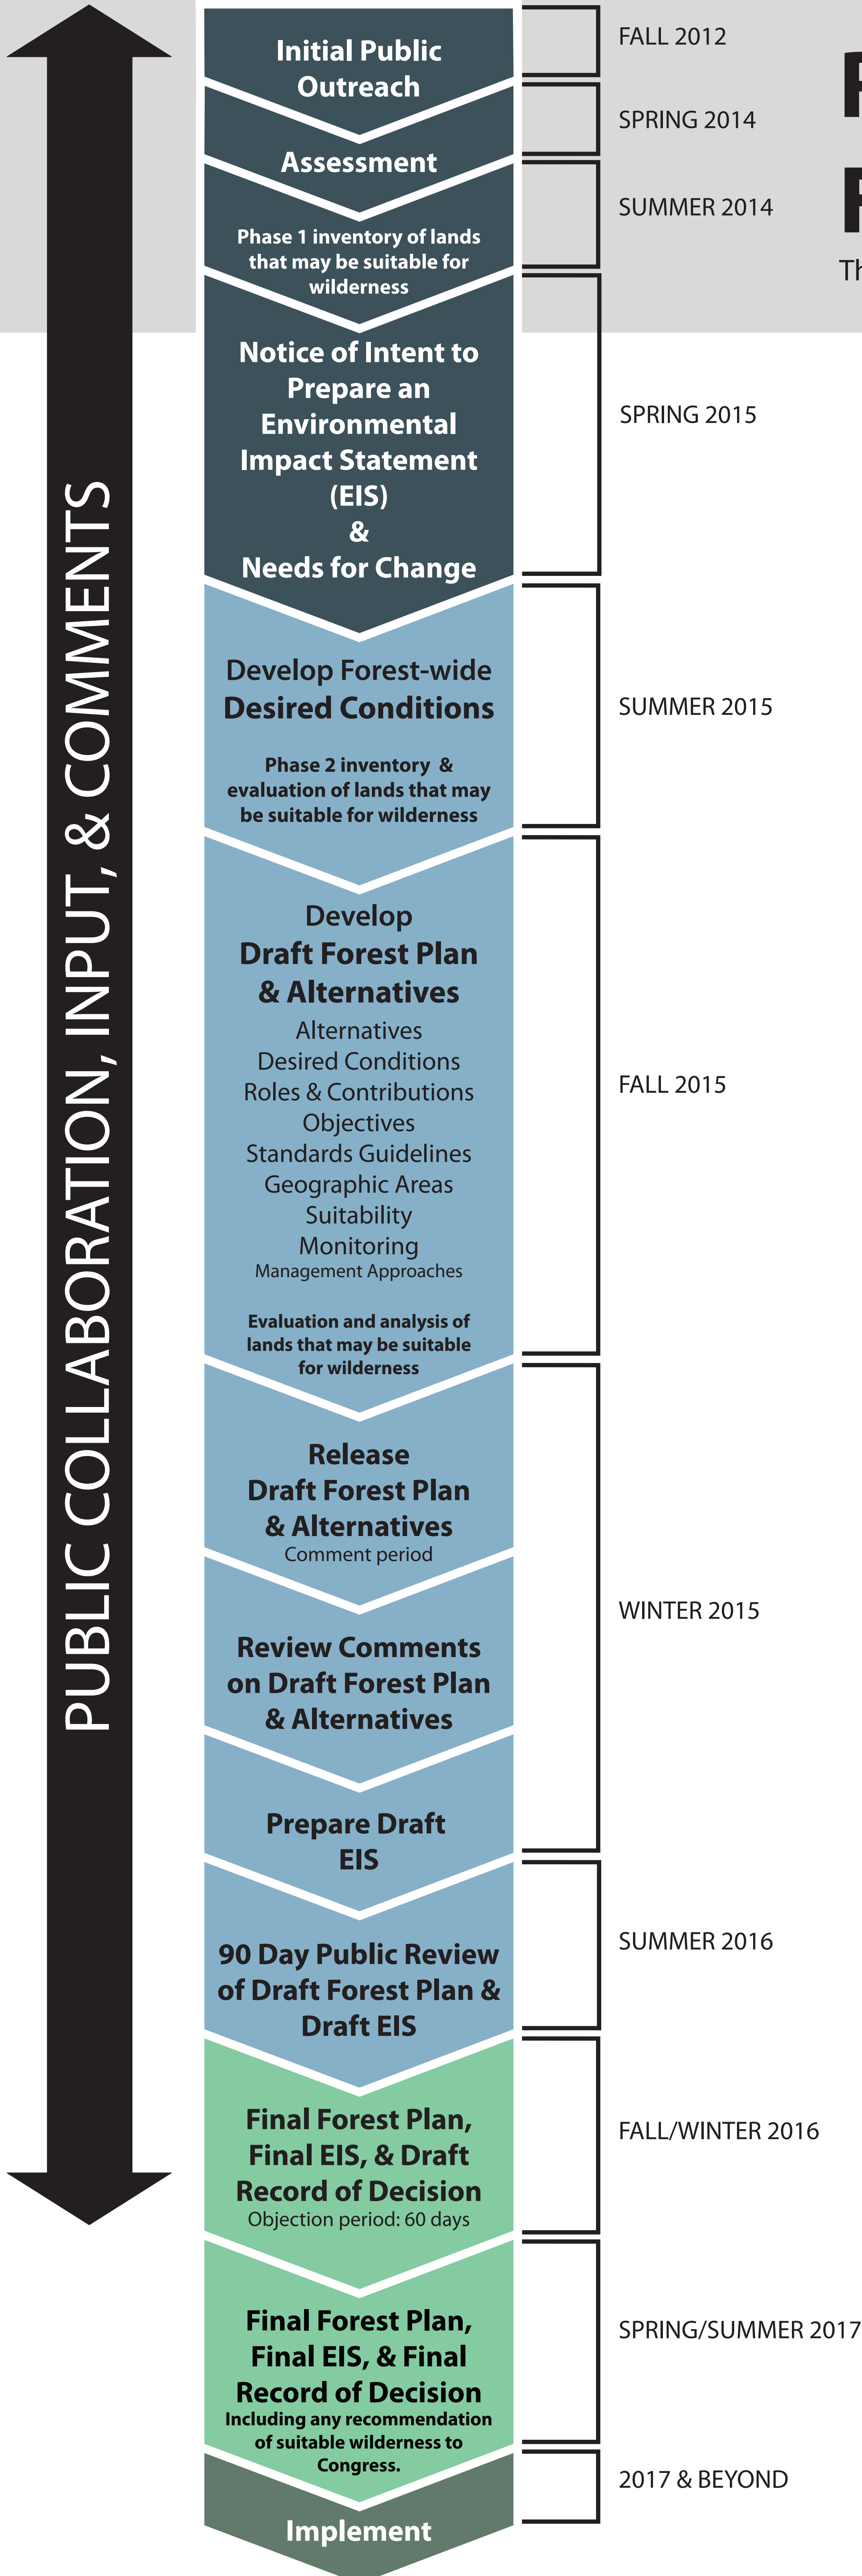 Initial Public
Outreach
FALL 2012
Assessment
SPRING 2014
Phase 1 inventory of lands
that may be suitable for
wilderness
SUMMER 2014
Notice of Intent to
Prepare an
Environmental
Impact Statement
(EIS)
&
Needs for Change
SPRING 2015
Develop Forest-wide
Desired Conditions
Phase 2 inventory &
evaluation of lands that may
be suitable for wilderness
SUMMER 2015
Develop
Draft Forest Plan
& Alternatives
Alternatives
Desired Conditions
Roles & Contributions
Objectives
Standards Guidelines
Geographic Areas
Suitability
Monitoring
Management Approaches
Evaluation and analysis of
lands that may be suitable
for wilderness
FALL 2015
Release
Draft Forest Plan
& Alternatives
Comment period
Review Comments
on Draft Forest Plan
& Alternatives
Prepare Draft
EIS
WINTER 2015
90 Day Public Review
of Draft Forest Plan &
Draft EIS
SUMMER 2016
Final Forest Plan,
Final EIS, & Draft
Record of Decision
Objection period: 60 days
FALL/WINTER 2016
Final Forest Plan,
Final EIS, & Final
Record of Decision
Including any recommendation
of suitable wilderness to
Congress.
SPRING/SUMMER 2017
Implement
2017 & BEYOND
PUBLIC COLLABORATION, INPUT, & COMMENTS